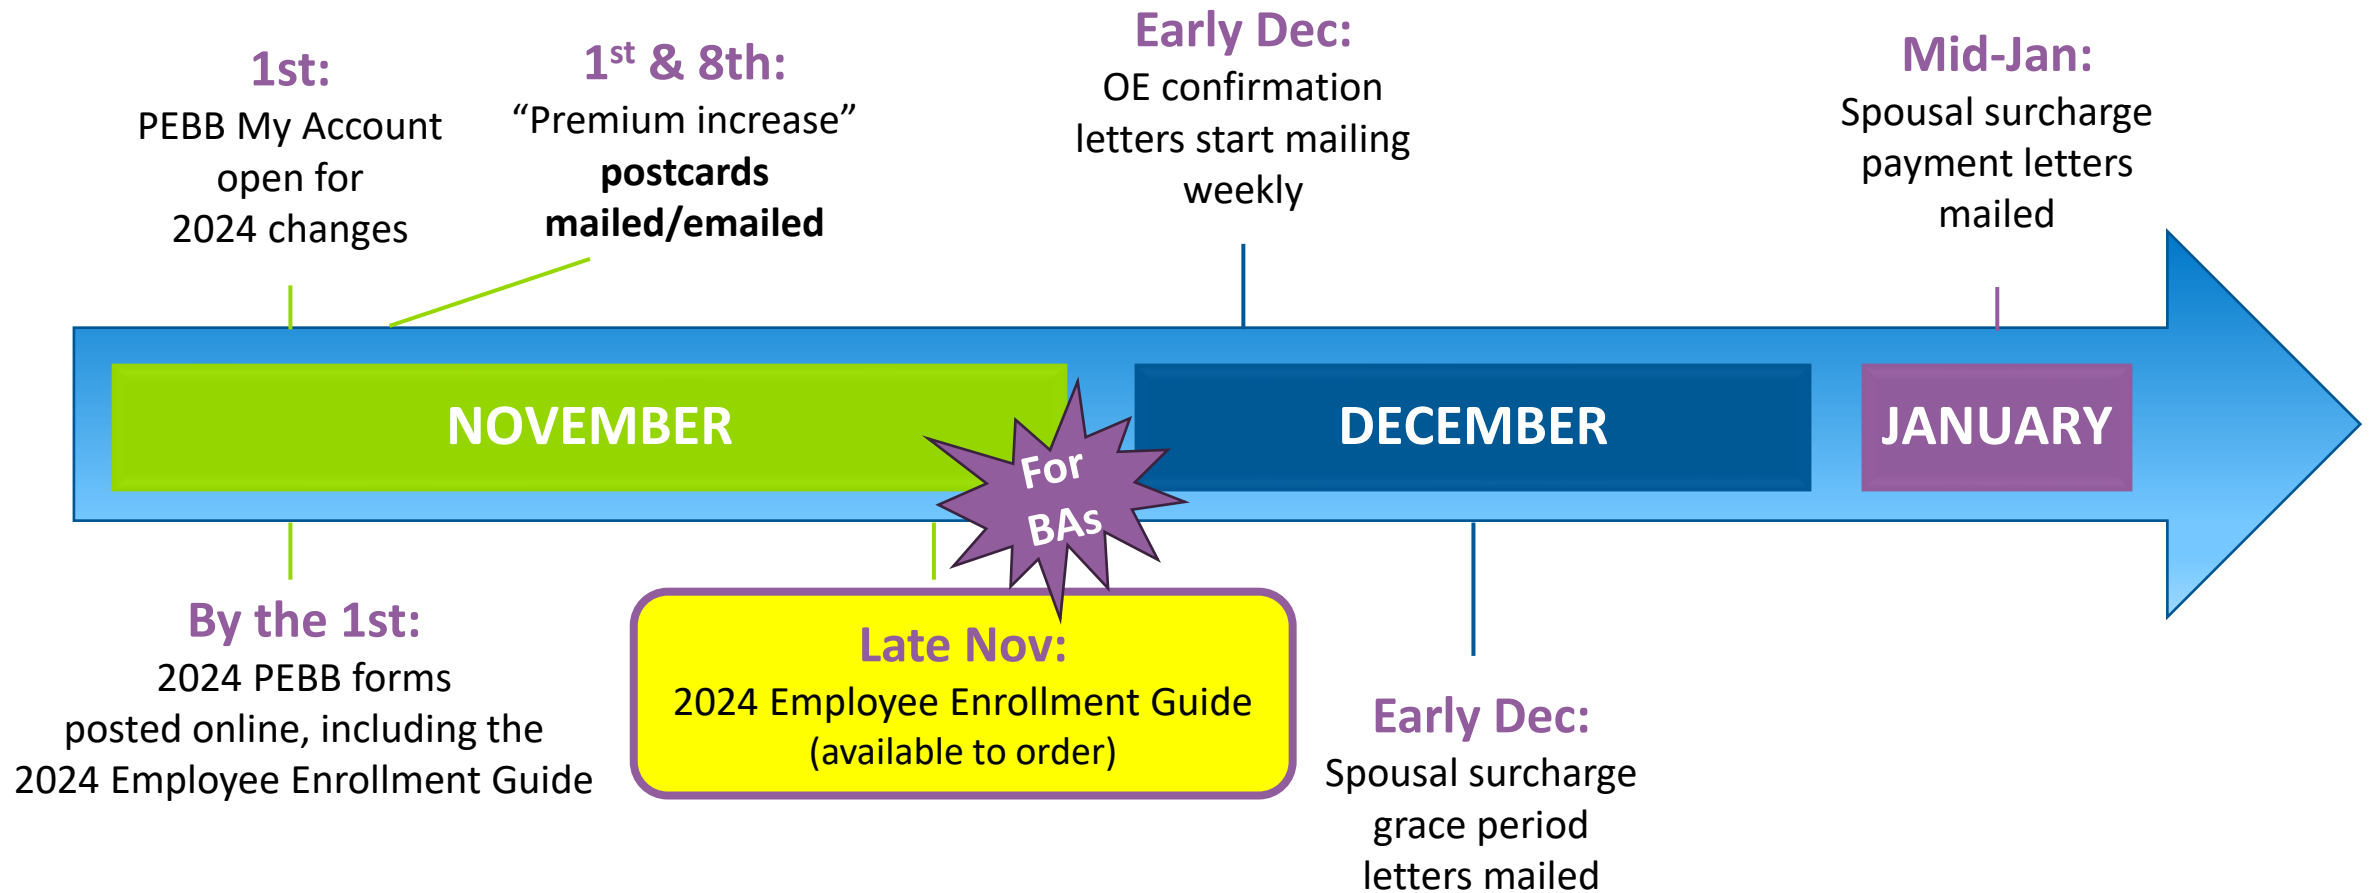 1st:
PEBB My Account
open for
2024 changes
1st & 8th:
“Premium increase”
postcards
mailed/emailed
Early Dec:
OE confirmation
letters start mailing
weekly
Mid-Jan:
Spousal surcharge
payment letters
mailed
NOVEMBER
DECEMBER
JANUARY
For
BAs
By the 1st:
2024 PEBB forms
posted online, including the
2024 Employee Enrollment Guide
Late Nov:
2024 Employee Enrollment Guide
(available to order)
Early Dec:
Spousal surcharge
grace period
letters mailed